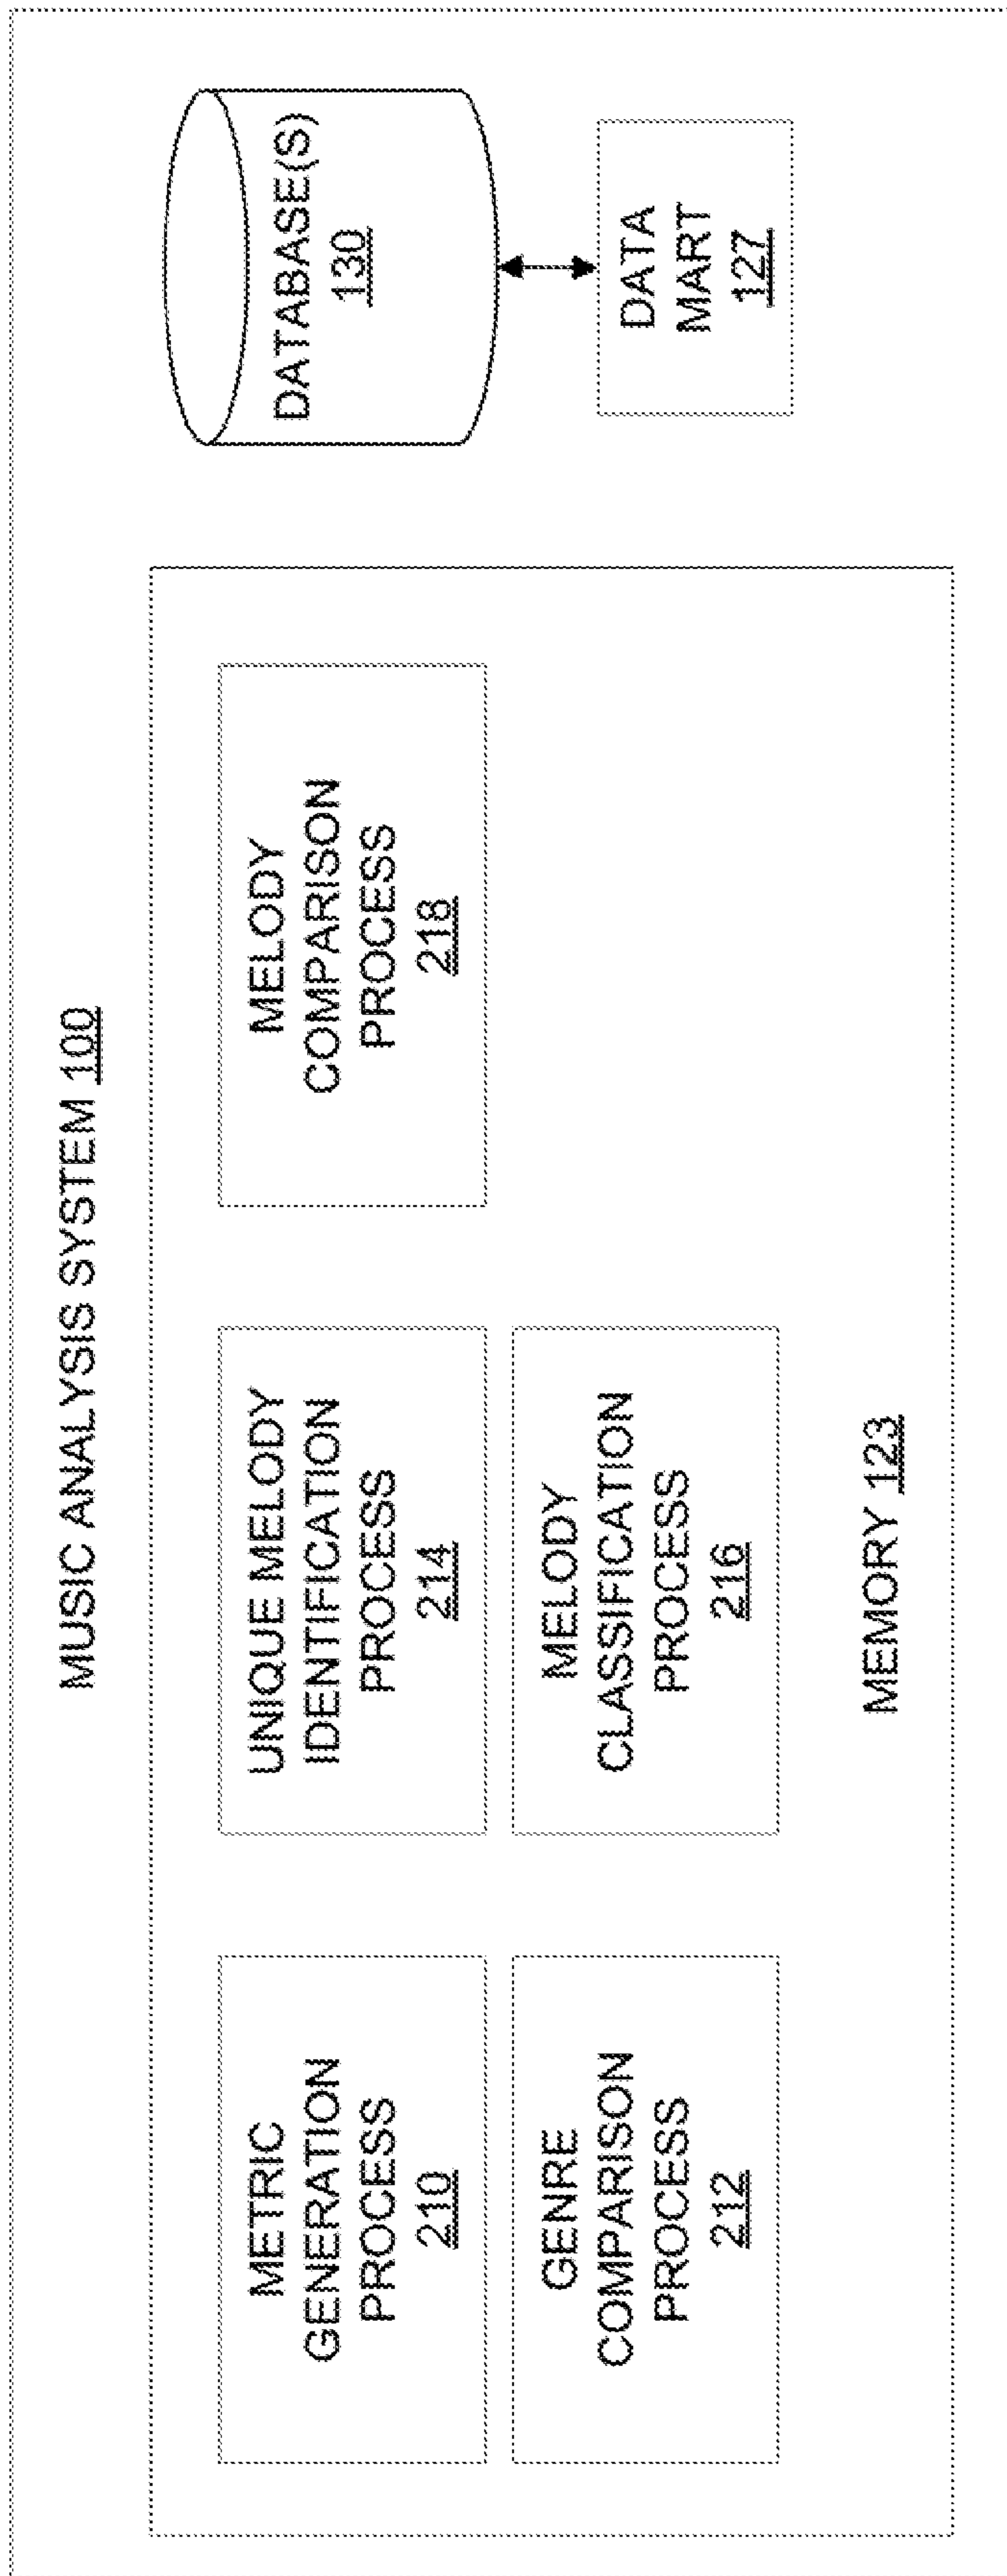 MUSIC ANALYSIS SYSTEM 100
METRIC
GENERATION
PROCESS
210
GENRE
COMPARISON
PROCESS
212
UNIQUE MELODY
IDENTIFICATION
PROCESS
214
MELODY
CLASSIFICATION
PROCESS
216
MELODY
COMPARISON
PROCESS
218
MEMORY 123
DATABASE(S)
130
DATA
MART
127